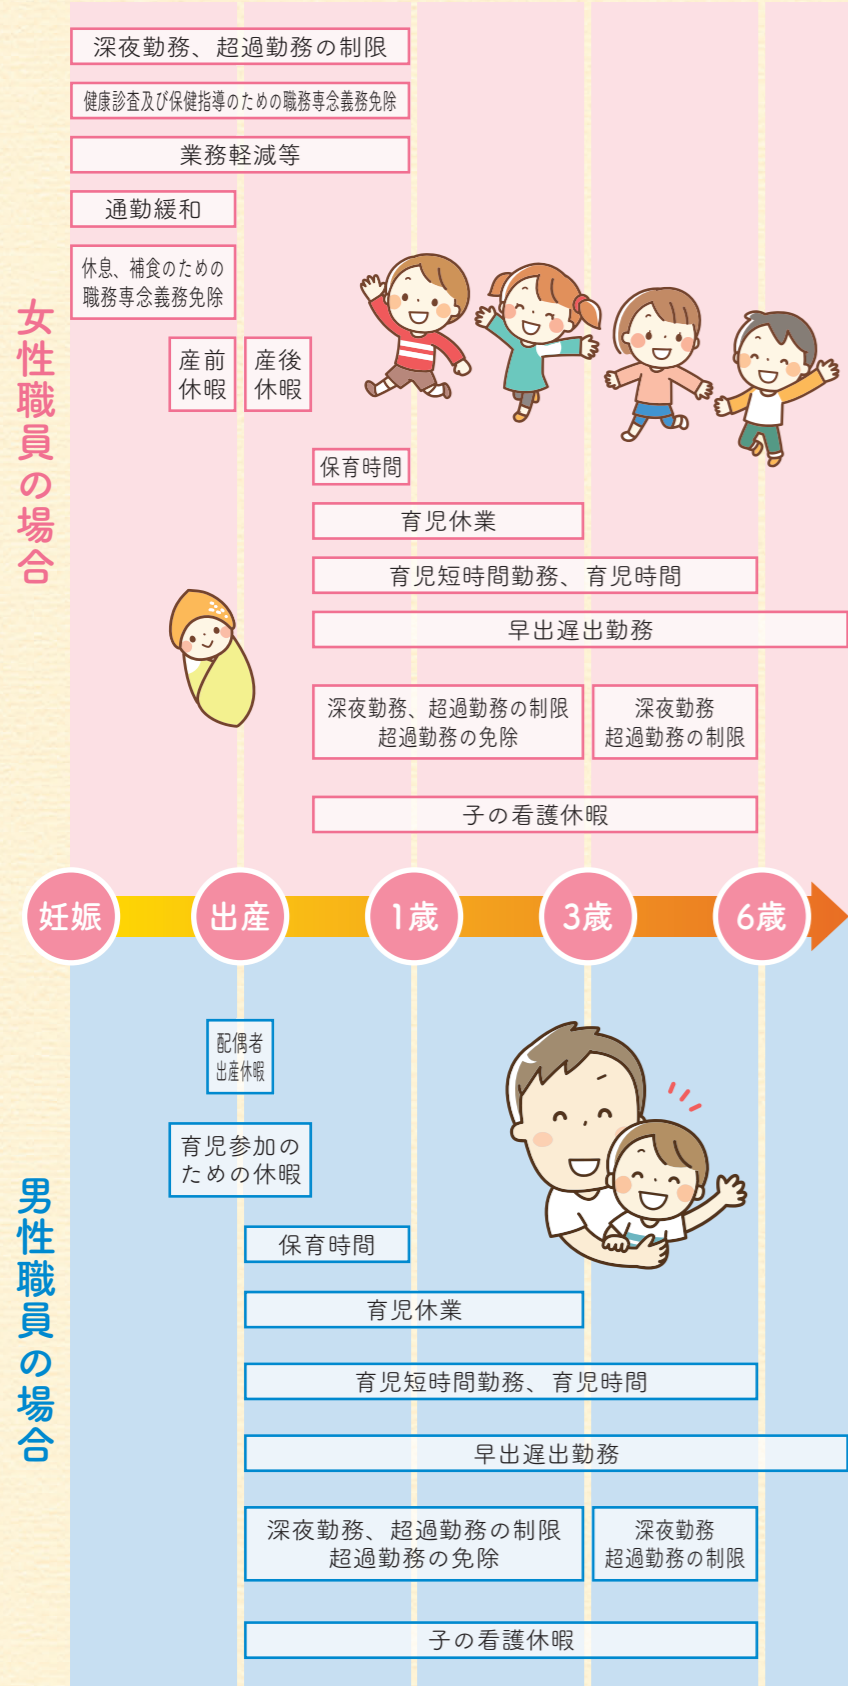 女性職員の場合
深夜勤務、超過勤務の制限
健康診査及び保健指導のための職務専念義務免除
業務軽減等
通勤緩和
休息、補食のための
職務専念義務免除
産前
休暇
産後
休暇
保育時間
育児休業
育児短時間勤務、育児時間
早出遅出勤務
深夜勤務、超過勤務の制限
超過勤務の免除
深夜勤務
超過勤務の制限
子の看護休暇
妊娠
出産
1歳
3歳
6歳
男性職員の場合
配偶者
出産休暇
育児参加の
ための休暇
保育時間
育児休業
育児短時間勤務、育児時間
早出遅出勤務
深夜勤務、超過勤務の制限
超過勤務の免除
深夜勤務
超過勤務の制限
子の看護休暇